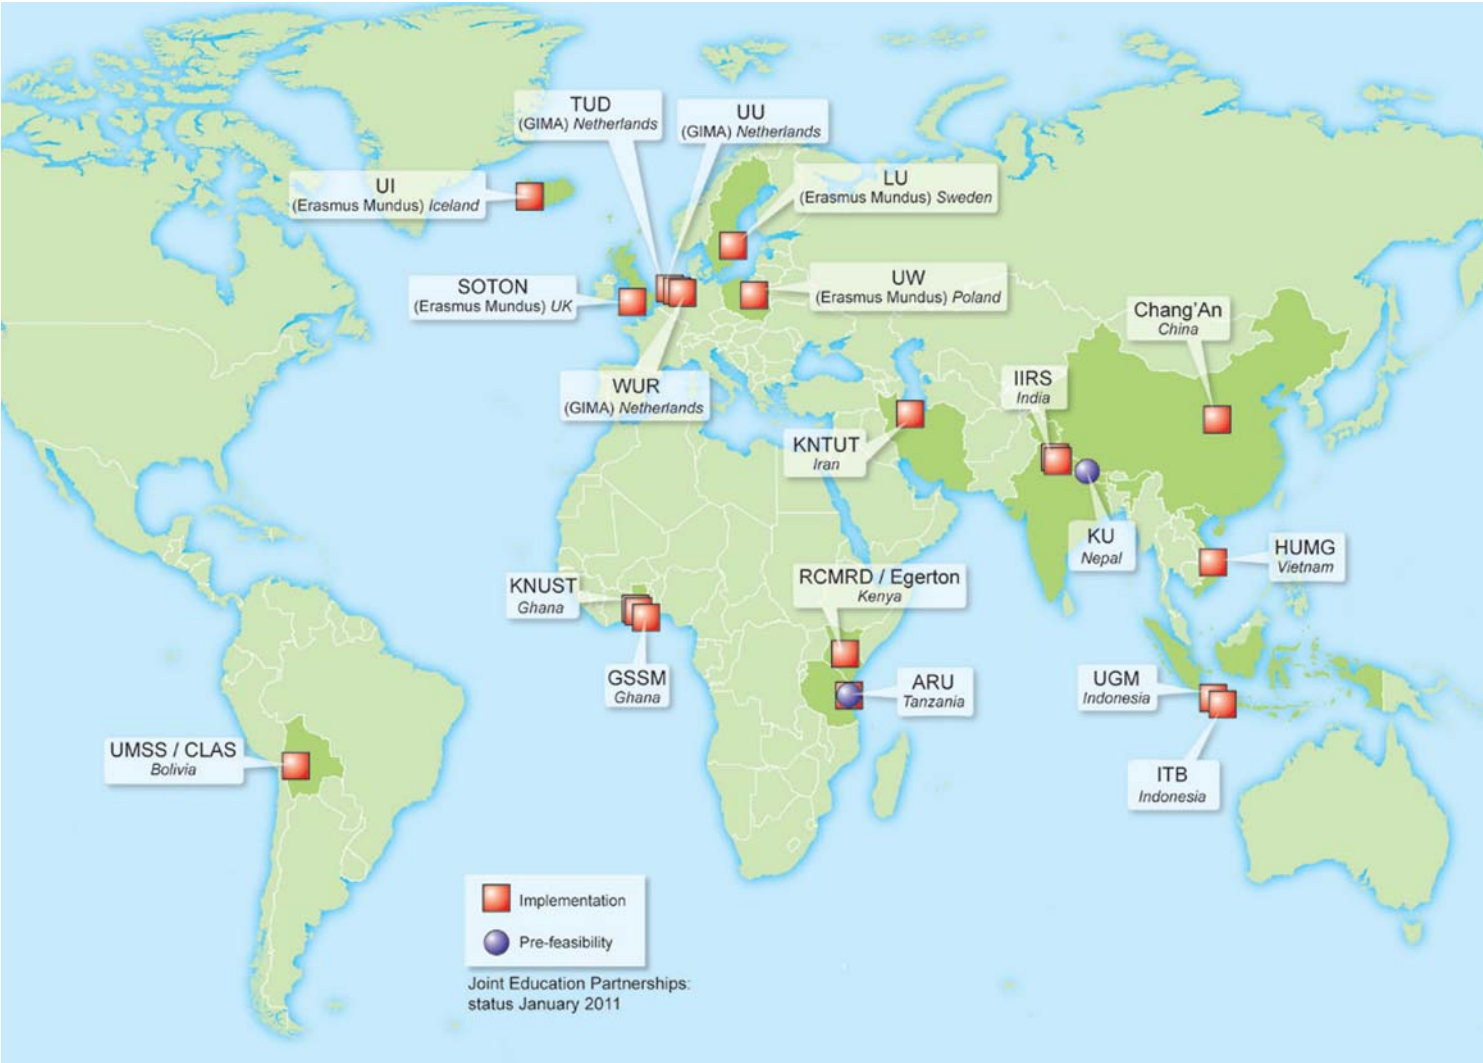 TUD
(GIMA) Netherlands
UU
(GIMA) Netherlands
UI
(Erasmus Mundus) Iceland
LU
(Erasmus Mundus) Sweden
SOTON
(Erasmus Mundus) UK
UW
(Erasmus Mundus) Poland
Chang'An
China
WUR
(GIMA) Netherlands
IIRS
India
KNTUT
Iran
KU
Nepal
HUMG
Vietnam
KNUST
Ghana
RCMRD / Egerton
Kenya
GSSM
Ghana
ARU
Tanzania
UGM
Indonesia
UMSS / CLAS
Bolivia
ITB
Indonesia
Implementation
Pre-feasibility
Joint Education Partnerships:
status January 2011